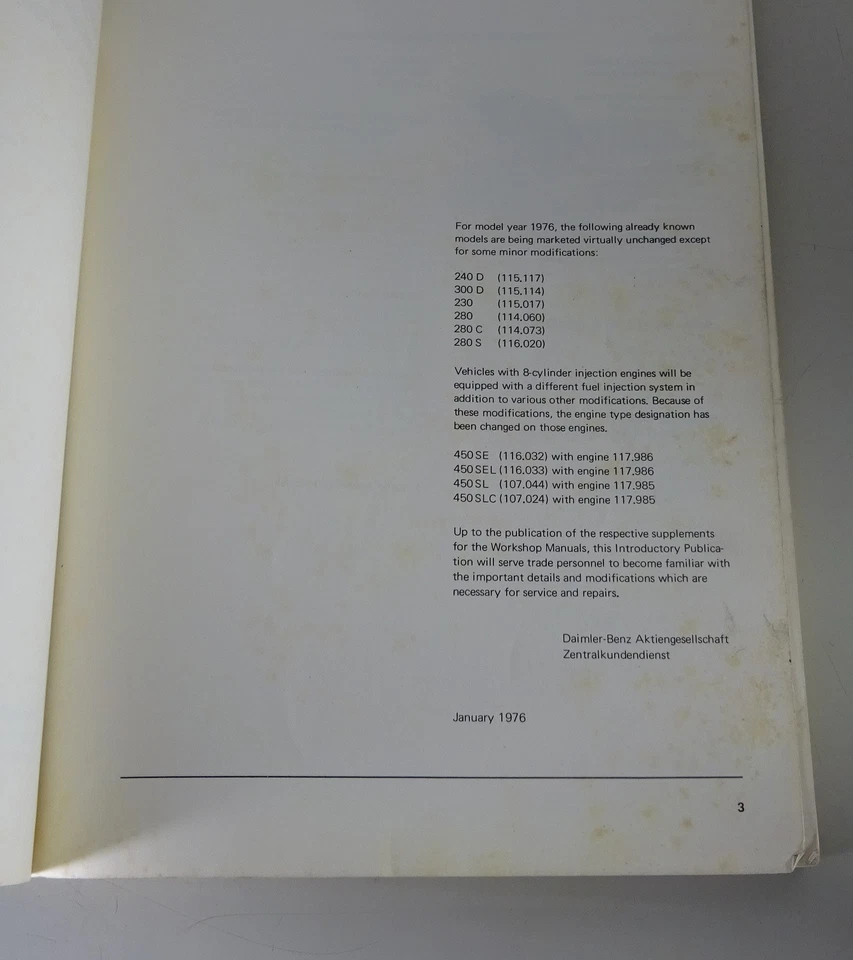 For model year 1976, the following already known
models are being marketed virtually unchanged except
for some minor modifications:
240 D (115.117)
300 D (115.114)
230 (115.017)
280 (114.060)
280 C (114.073)
280 S (116.020)
Vehicles with 8-cylinder injection engines will be
equipped with a different fuel injection system in
addition to various other modifications. Because of
these modifications, the engine type designation has
been changed on those engines.
450 SE (116.032) with engine 117.986
450 SEL (116.033) with engine 117.986
450 SL (107.044) with engine 117.985
450 SLC (107.024) with engine 117.985
Up to the publication of the respective supplements
for the Workshop Manuals, this Introductory Publica-
tion will serve trade personnel to become familiar with
the important details and modifications which are
necessary for service and repairs.
Daimler-Benz Aktiengesellschaft
Zentralkundendienst
January 1976
3